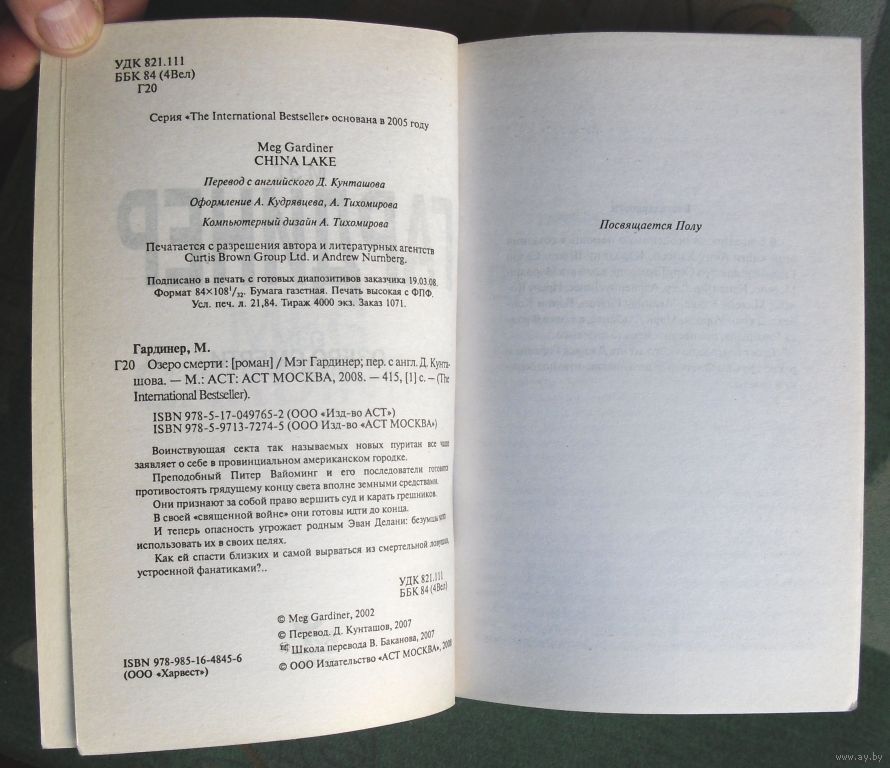 УДК 821.111
ББК 84 (4Вел)
Г20
Серия «The International Bestseller» основана в 2005 году
Meg Gardiner
CHINA LAKE
Перевод с английского Д. Кунташова
Оформление А. Кудрявцева, А. Тихомирова
Компьютерный дизайн А. Тихомирова
Печатается с разрешения автора и литературных агентств
Curtis Brown Group Ltd. и Andrew Nurnberg.
Подписано в печать с готовых диапозитивов заказчика 19.03.08.
Формат 84×108¹/₃₂. Бумага газетная. Печать высокая с ФПФ.
Усл. печ. л. 21,84. Тираж 4000 экз. Заказ 1071.
Гардинер, М.
Г20 Озеро смерти : [роман] / Мэг Гардинер; пер. с англ. Д. Кунта-
шова. — М.: АСТ: АСТ МОСКВА, 2008. — 415, [1] с. — (The
International Bestseller).
ISBN 978-5-17-049765-2 (ООО «Изд-во АСТ»)
ISBN 978-5-9713-7274-5 (ООО Изд-во «АСТ МОСКВА»)
Воинствующая секта так называемых новых пуритан все
заявляет о себе в провинциальном американском городке.
Преподобный Питер Вайоминг и его последователи готовы
противостоять грядущему концу света вполне земными средствами.
Они признают за собой право вершить суд и карать грешников.
В своей «священной войне» они готовы идти до конца.
И теперь опасность угрожает родным Эван Делани: безумцы
использовать их в своих целях.
Как ей спасти близких и самой вырваться из смертельной ловушки,
устроенной фанатиками?..
УДК 821.111
ББК 84 (4Вел)
© Meg Gardiner, 2002
© Перевод. Д. Кунташов, 2007
Школа перевода В. Баканова, 2007
© ООО Издательство «АСТ МОСКВА», 2008
ISBN 978-985-16-4845-6
(ООО «Харвест»)
Посвящается Полу
www.ay.by